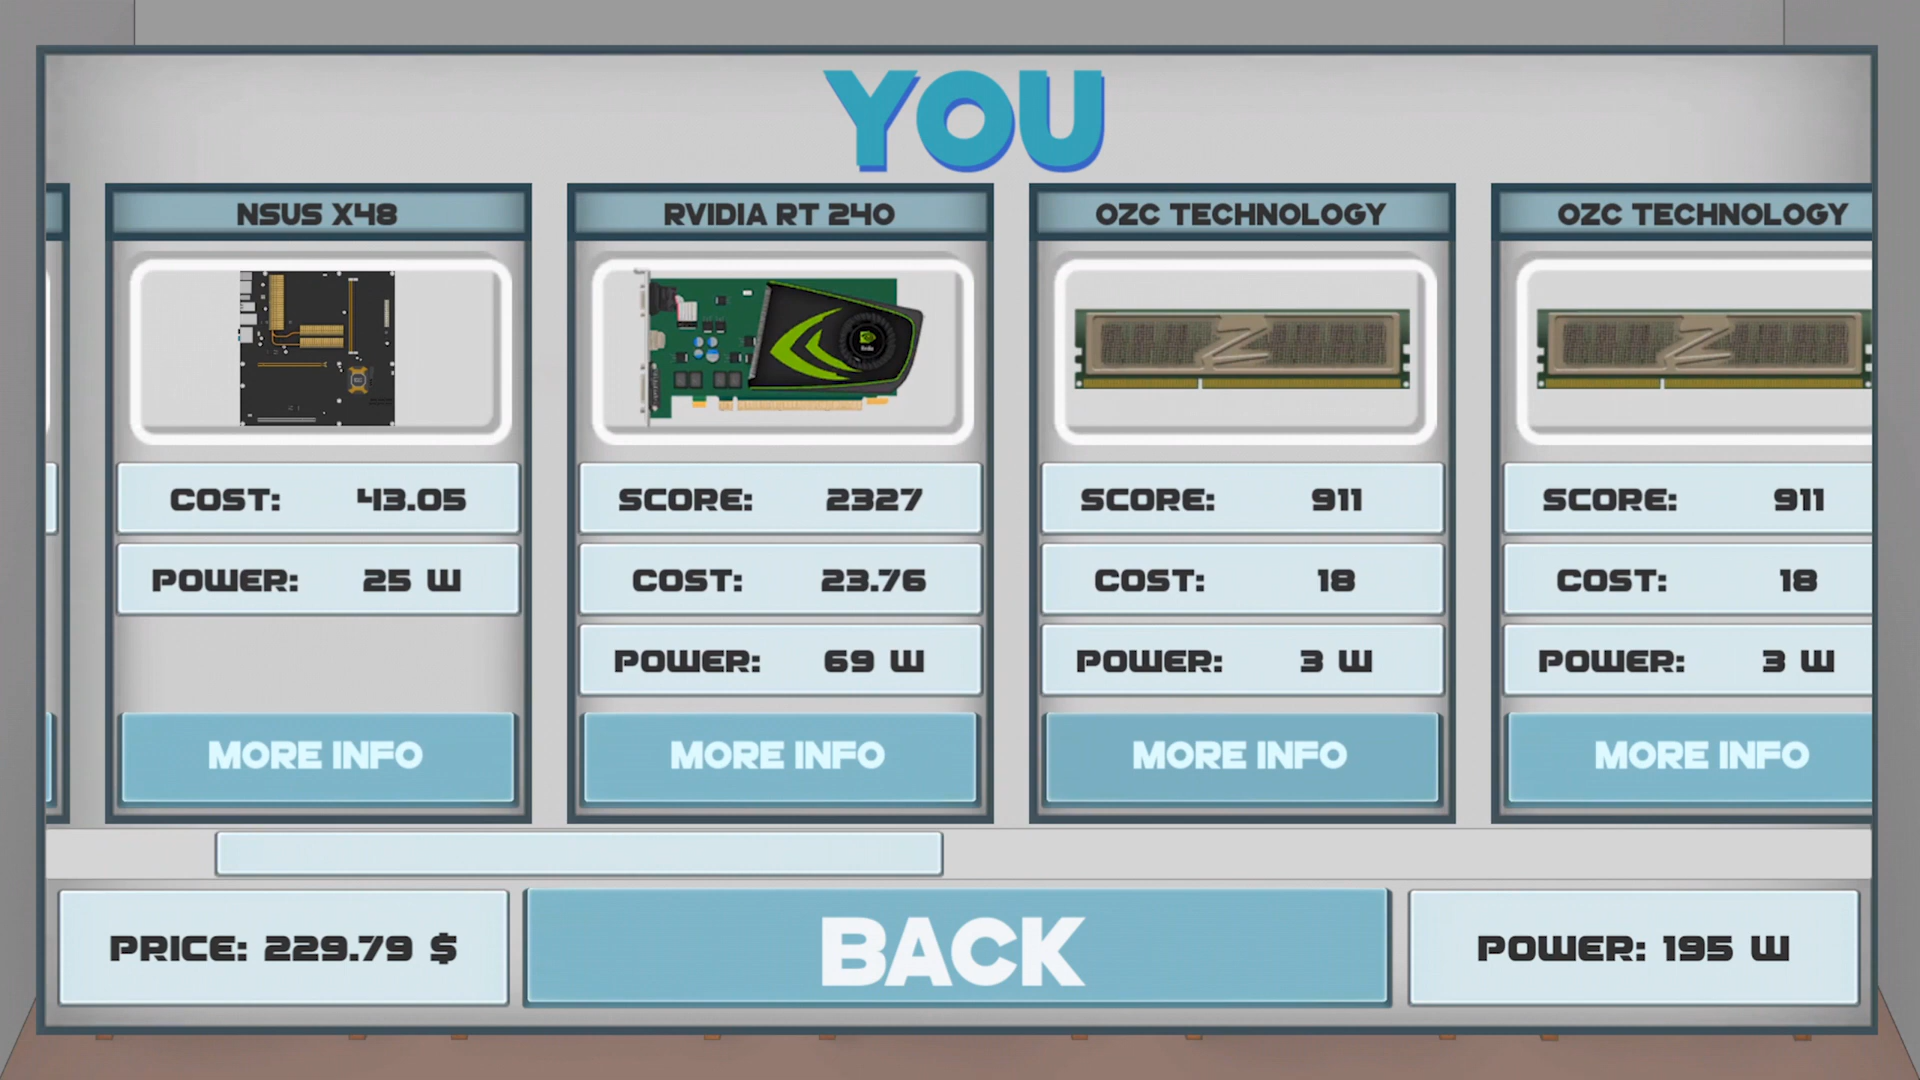 YOU
NSUS X48
COST: 43.05
POWER: 25 W
MORE INFO
RVIDIA RT 240
SCORE: 2327
COST: 23.76
POWER: 69 W
MORE INFO
OZC TECHNOLOGY
SCORE: 911
COST: 18
POWER: 3 W
MORE INFO
OZC TECHNOLOGY
SCORE: 911
COST: 18
POWER: 3 W
MORE INFO
PRICE: 229.79 $
BACK
POWER: 195 W